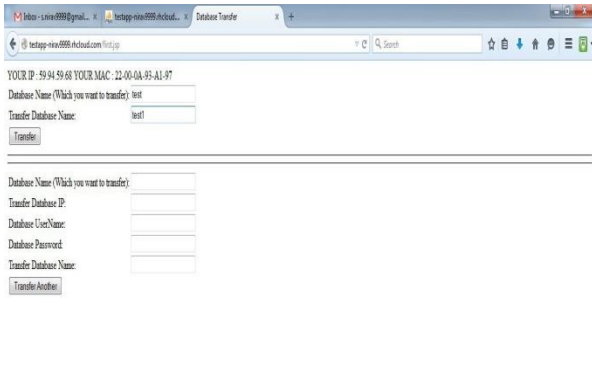 Inbox - s.nirav9999@gmail... x testapp-nirav9999.rhcloud... x Database Transfer x +
testapp-nirav9999.rhcloud.com/first.jsp Search
YOUR IP : 59.94.59.68 YOUR MAC : 22-00-0A-93-A1-97
Database Name (Which you want to transfer): test
Transfer Database Name: test1
Transfer
Database Name (Which you want to transfer):
Transfer Database IP:
Database UserName:
Database Password:
Transfer Database Name:
Transfer Another